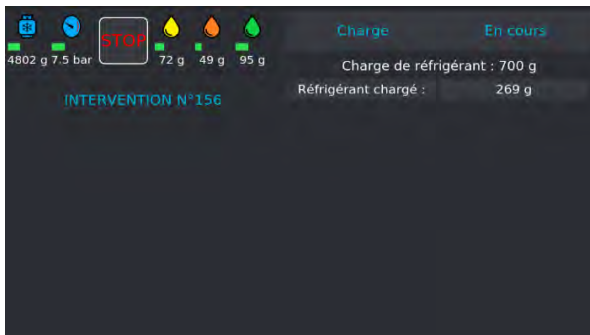 STOP
4802 g 7.5 bar 72 g 49 g 95 g
INTERVENTION N°156
Charge En cours
Charge de réfrigérant : 700 g
Réfrigérant chargé : 269 g